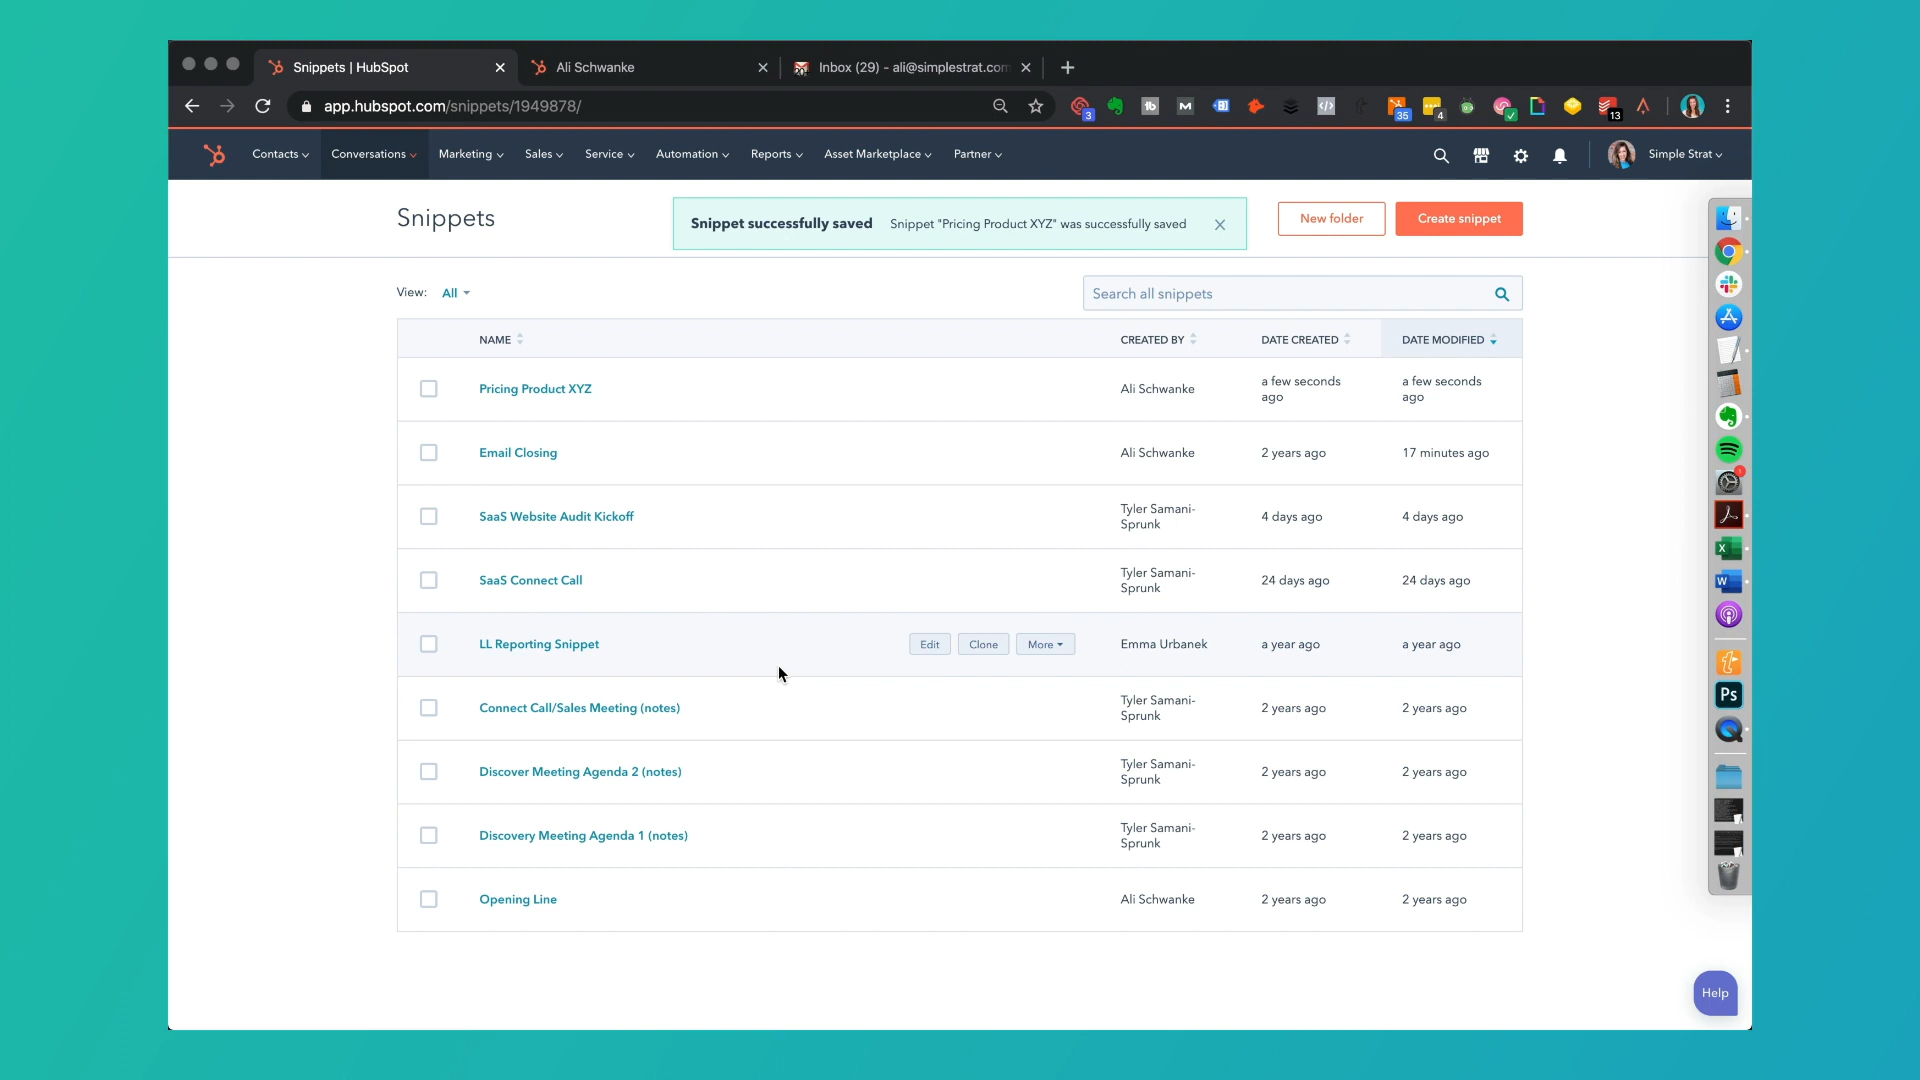 Snippets | HubSpot
Ali Schwanke
Inbox (29) - ali@simplestrat.com
app.hubspot.com/snippets/1949878/
3
35
4
13
Contacts
Conversations
Marketing
Sales
Service
Automation
Reports
Asset Marketplace
Partner
Simple Strat
Snippets
Snippet successfully saved Snippet "Pricing Product XYZ" was successfully saved
New folder
Create snippet
View: All
Search all snippets
NAME CREATED BY DATE CREATED DATE MODIFIED
Pricing Product XYZ Ali Schwanke a few seconds ago a few seconds ago
Email Closing Ali Schwanke 2 years ago 17 minutes ago
SaaS Website Audit Kickoff Tyler Samani-Sprunk 4 days ago 4 days ago
SaaS Connect Call Tyler Samani-Sprunk 24 days ago 24 days ago
LL Reporting Snippet Edit Clone More Emma Urbanek a year ago a year ago
Connect Call/Sales Meeting (notes) Tyler Samani-Sprunk 2 years ago 2 years ago
Discover Meeting Agenda 2 (notes) Tyler Samani-Sprunk 2 years ago 2 years ago
Discovery Meeting Agenda 1 (notes) Tyler Samani-Sprunk 2 years ago 2 years ago
Opening Line Ali Schwanke 2 years ago 2 years ago
Ps
Help